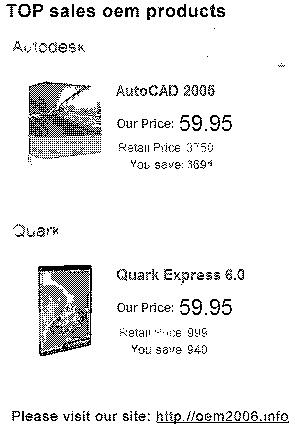 TOP sales oem products
Autodesk
AutoCAD 2006
Our Price: 59.95
Retail Price 3750
You save: 3694
Quark
Quark Express 6.0
Our Price: 59.95
Retail Price 999
You save 940
Please visit our site: http://oem2006.info